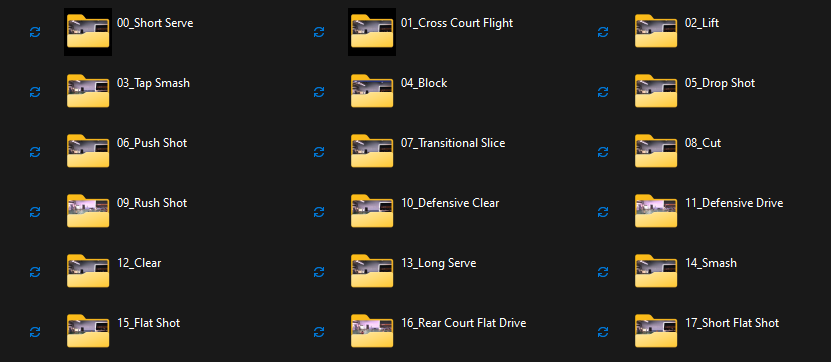 00_Short Serve
01_Cross Court Flight
02_Lift
03_Tap Smash
04_Block
05_Drop Shot
06_Push Shot
07_Transitional Slice
08_Cut
09_Rush Shot
10_Defensive Clear
11_Defensive Drive
12_Clear
13_Long Serve
14_Smash
15_Flat Shot
16_Rear Court Flat Drive
17_Short Flat Shot